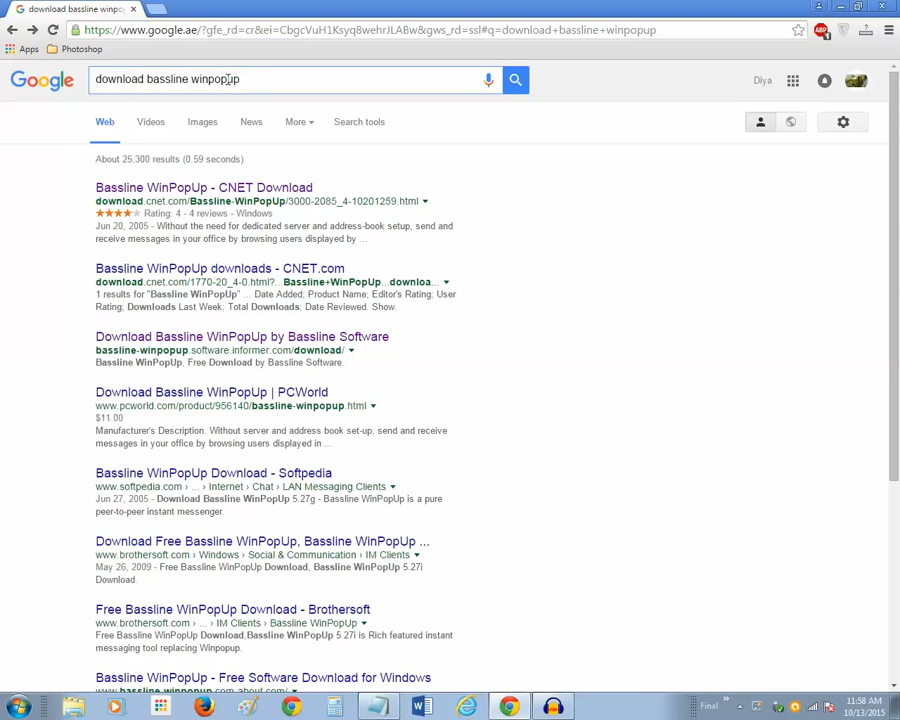 download bassline winpop
https://www.google.ae/?gfe_rd=cr&ei=CbgcVuH1Ksyq8wehrJLABw&gws_rd=ssl#q=download+bassline+winpopup
Apps Photoshop
Google download bassline winpopup Diya
Web Videos Images News More Search tools
About 25,300 results (0.59 seconds)
Bassline WinPopUp - CNET Download
download.cnet.com/Bassline-WinPopUp/3000-2085_4-10201259.html
Rating: 4 - 4 reviews - Windows
Jun 20, 2005 - Without the need for dedicated server and address-book setup, send and
receive messages in your office by browsing users displayed by ...
Bassline WinPopUp downloads - CNET.com
download.cnet.com/1770-20_4-0.html?...Bassline+WinPopUp...downloa...
1 results for "Bassline WinPopUp" ... Date Added; Product Name; Editor's Rating; User
Rating; Downloads Last Week; Total Downloads; Date Reviewed. Show.
Download Bassline WinPopUp by Bassline Software
bassline-winpopup.software.informer.com/download/
Bassline WinPopUp, Free Download by Bassline Software.
Download Bassline WinPopUp | PCWorld
www.pcworld.com/product/956140/bassline-winpopup.html
$11.00
Manufacturer's Description. Without server and address book set-up, send and receive
messages in your office by browsing users displayed in ...
Bassline WinPopUp Download - Softpedia
www.softpedia.com › ... › Internet › Chat › LAN Messaging Clients
Jun 27, 2005 - Download Bassline WinPopUp 5.27g - Bassline WinPopUp is a pure
peer-to-peer instant messenger.
Download Free Bassline WinPopUp, Bassline WinPopUp ...
www.brothersoft.com › Windows › Social & Communication › IM Clients
May 26, 2009 - Free Bassline WinPopUp Download, Bassline WinPopUp 5.27i
Download.
Free Bassline WinPopUp Download - Brothersoft
www.brothersoft.com › ... › IM Clients › Bassline WinPopUp
Free Bassline WinPopUp Download,Bassline WinPopUp 5.27i is Rich featured instant
messaging tool replacing Winpopup.
Bassline WinPopUp - Free Software Download for Windows
bassline-winpopup.com.about.com/
Final 11:58 AM
10/13/2015